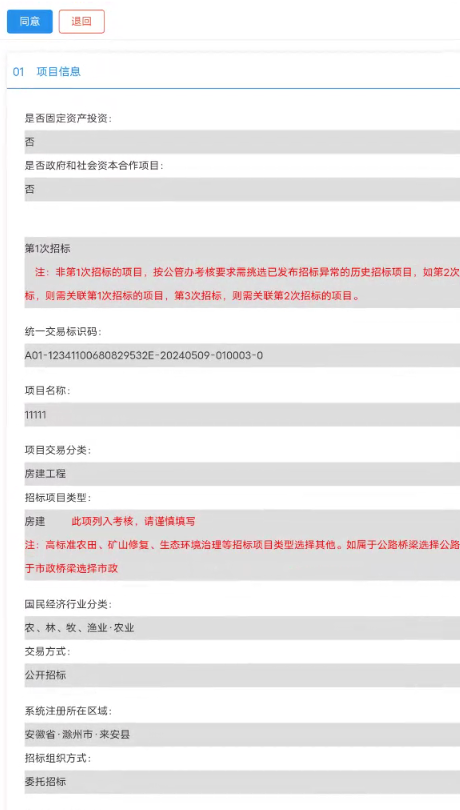 同意 退回
01 项目信息
是否固定资产投资：
否
是否政府和社会资本合作项目：
否
第1次招标
注：非第1次招标的项目，按公管办考核要求需挑选已发布招标异常的历史招标项目，如第2次
标，则需关联第1次招标的项目，第3次招标，则需关联第2次招标的项目。
统一交易标识码：
A01-12341100680829532E-20240509-010003-0
项目名称：
11111
项目交易分类：
房建工程
招标项目类型：
房建 此项列入考核，请谨慎填写
注：高标准农田、矿山修复、生态环境治理等招标项目类型选择其他。如属于公路桥梁选择公路
于市政桥梁选择市政
国民经济行业分类：
农、林、牧、渔业·农业
交易方式：
公开招标
系统注册所在区域：
安徽省·滁州市·来安县
招标组织方式：
委托招标